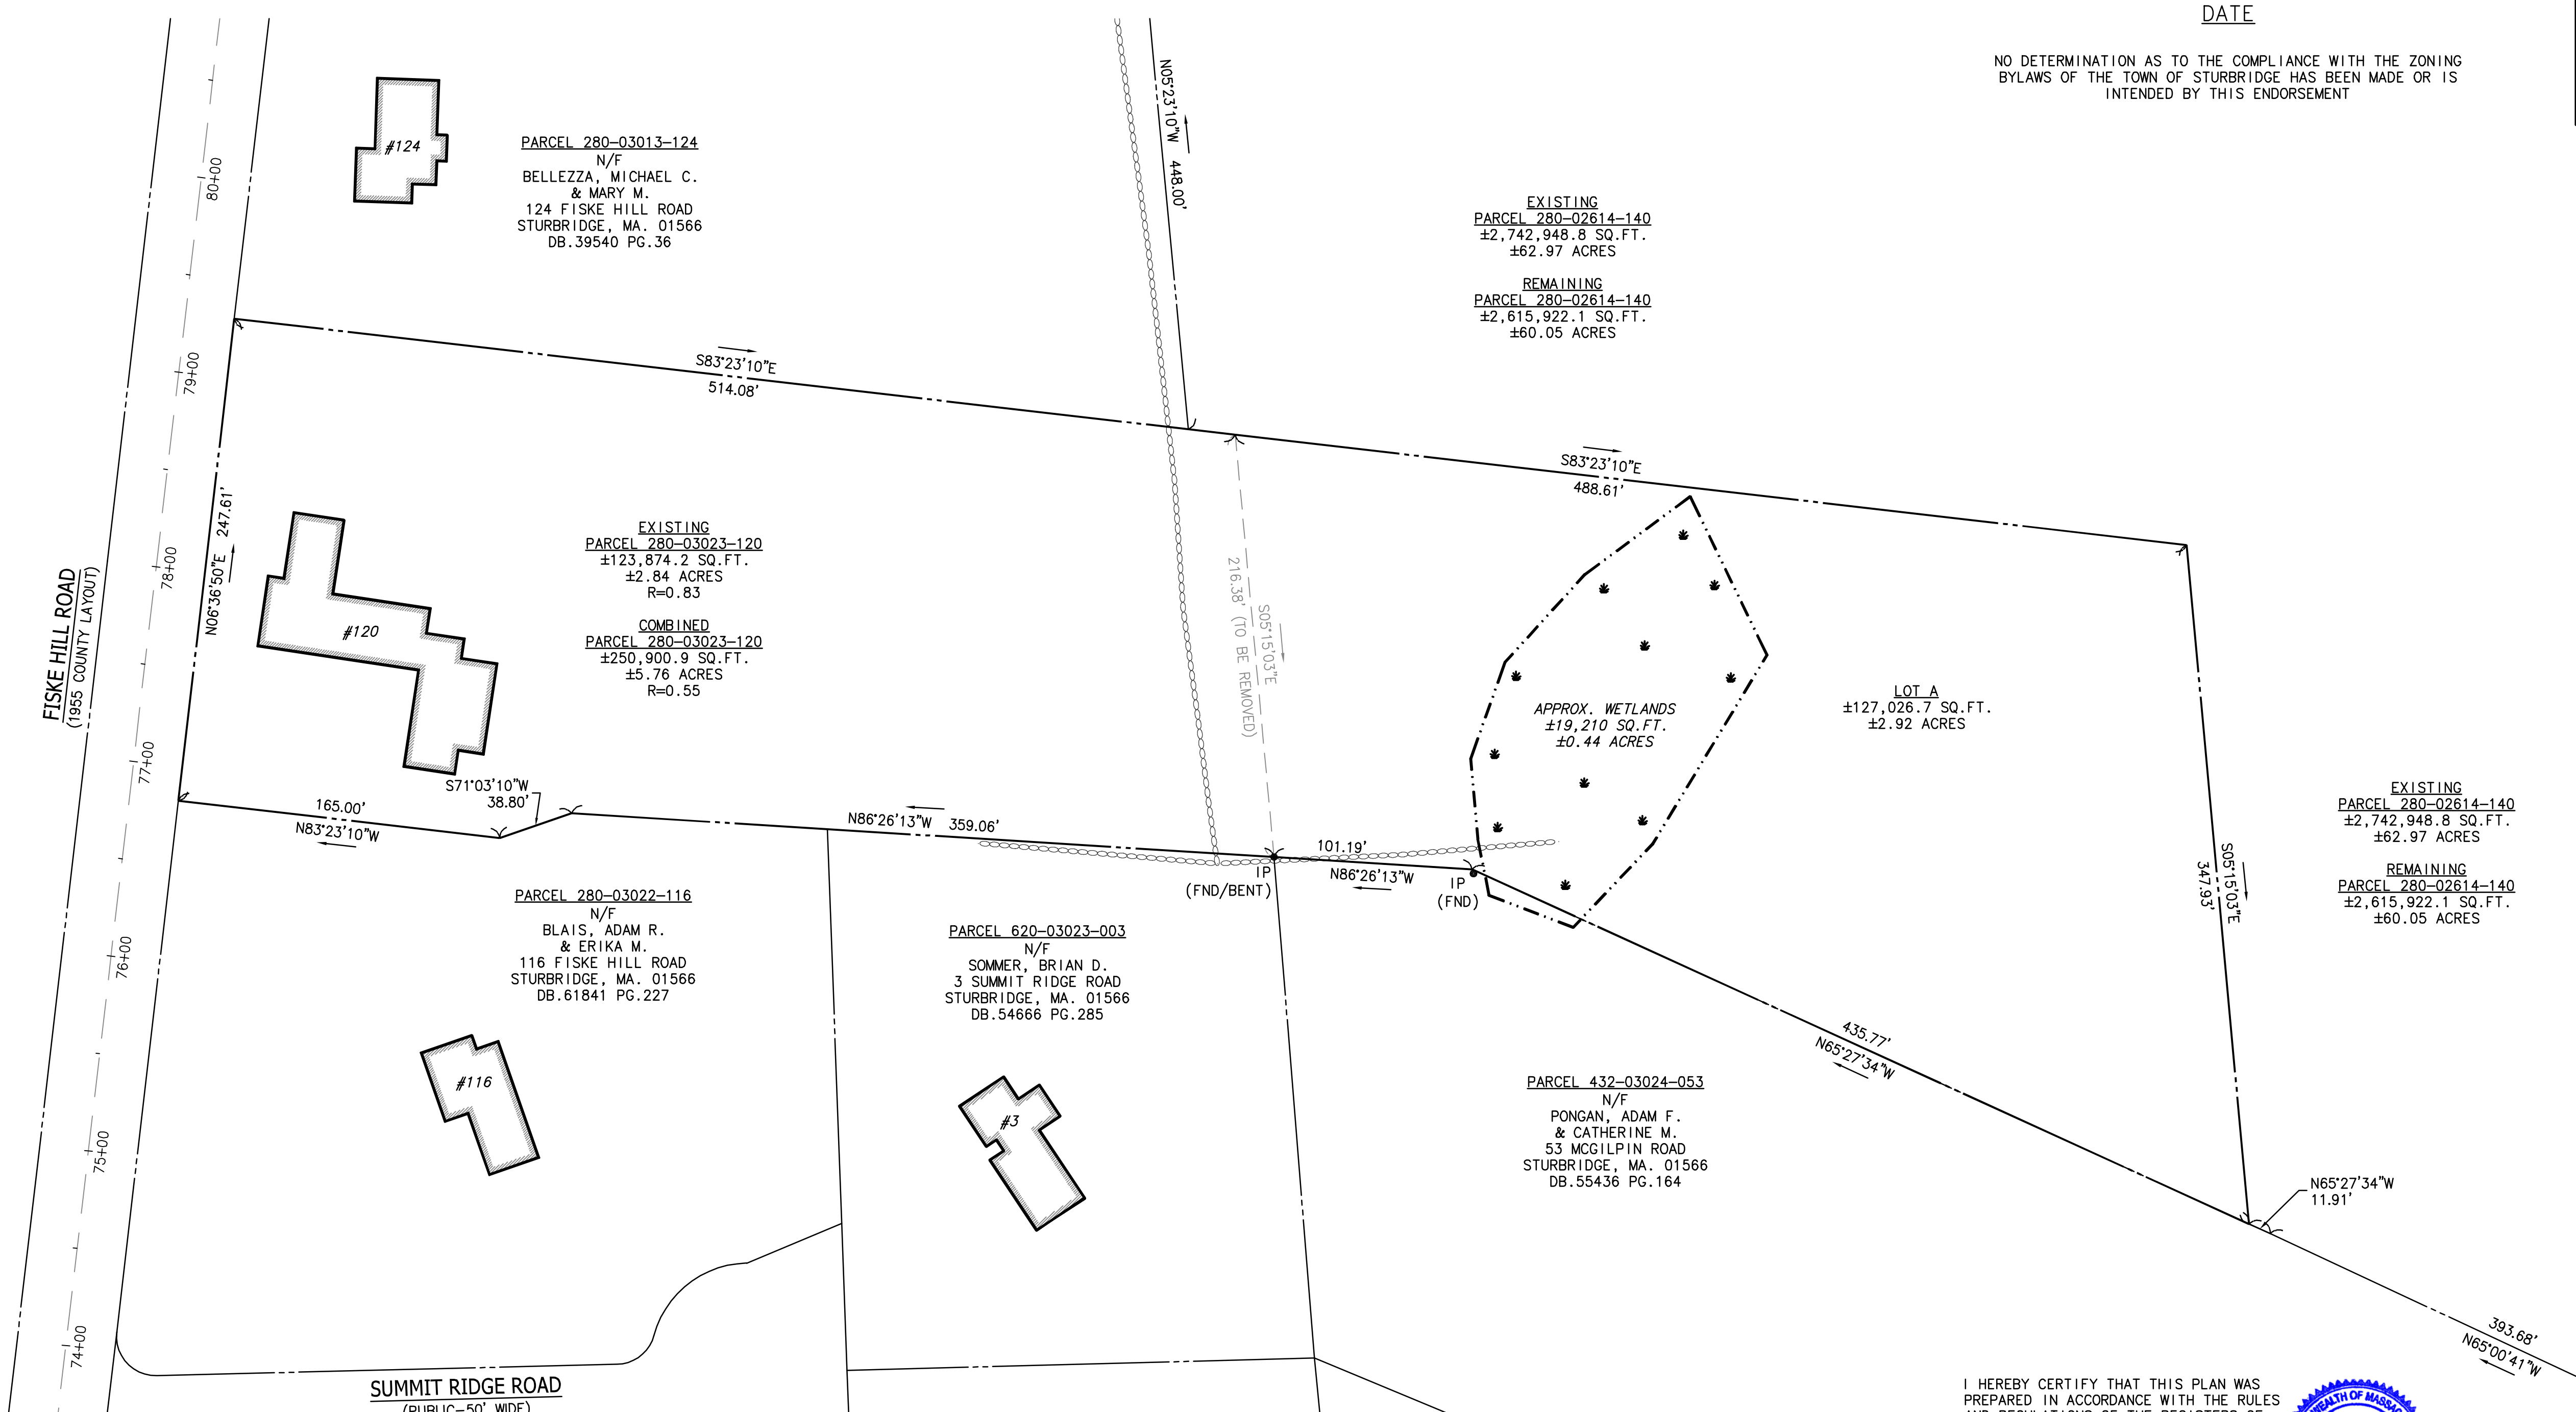 DATE
NO DETERMINATION AS TO THE COMPLIANCE WITH THE ZONING
BYLAWS OF THE TOWN OF STURBRIDGE HAS BEEN MADE OR IS
INTENDED BY THIS ENDORSEMENT
#124
PARCEL 280-03013-124
N/F
BELLEZZA, MICHAEL C.
& MARY M.
124 FISKE HILL ROAD
STURBRIDGE, MA. 01566
DB.39540 PG.36
N05°23'10"W 448.00'
EXISTING
PARCEL 280-02614-140
±2,742,948.8 SQ.FT.
±62.97 ACRES
REMAINING
PARCEL 280-02614-140
±2,615,922.1 SQ.FT.
±60.05 ACRES
80+00
79+00
78+00
77+00
76+00
75+00
74+00
S83°23'10"E
514.08'
S83°23'10"E
488.61'
FISKE HILL ROAD
(1955 COUNTY LAYOUT)
N06°36'50"E 247.61'
#120
EXISTING
PARCEL 280-03023-120
±123,874.2 SQ.FT.
±2.84 ACRES
R=0.83
COMBINED
PARCEL 280-03023-120
±250,900.9 SQ.FT.
±5.76 ACRES
R=0.55
S05°15'03"E
216.38' (TO BE REMOVED)
APPROX. WETLANDS
±19,210 SQ.FT.
±0.44 ACRES
LOT A
±127,026.7 SQ.FT.
±2.92 ACRES
S05°15'03"E
347.93'
EXISTING
PARCEL 280-02614-140
±2,742,948.8 SQ.FT.
±62.97 ACRES
REMAINING
PARCEL 280-02614-140
±2,615,922.1 SQ.FT.
±60.05 ACRES
S71°03'10"W
38.80'
165.00'
N83°23'10"W
N86°26'13"W 359.06'
101.19'
N86°26'13"W
IP
(FND/BENT)
IP
(FND)
PARCEL 280-03022-116
N/F
BLAIS, ADAM R.
& ERIKA M.
116 FISKE HILL ROAD
STURBRIDGE, MA. 01566
DB.61841 PG.227
#116
PARCEL 620-03023-003
N/F
SOMMER, BRIAN D.
3 SUMMIT RIDGE ROAD
STURBRIDGE, MA. 01566
DB.54666 PG.285
#3
PARCEL 432-03024-053
N/F
PONGAN, ADAM F.
& CATHERINE M.
53 MCGILPIN ROAD
STURBRIDGE, MA. 01566
DB.55436 PG.164
435.77'
N65°27'34"W
N65°27'34"W
11.91'
393.68'
N65°00'41"W
SUMMIT RIDGE ROAD
(PUBLIC-50' WIDE)
I HEREBY CERTIFY THAT THIS PLAN WAS
PREPARED IN ACCORDANCE WITH THE RULES
AND REGULATIONS OF THE REGISTERS OF